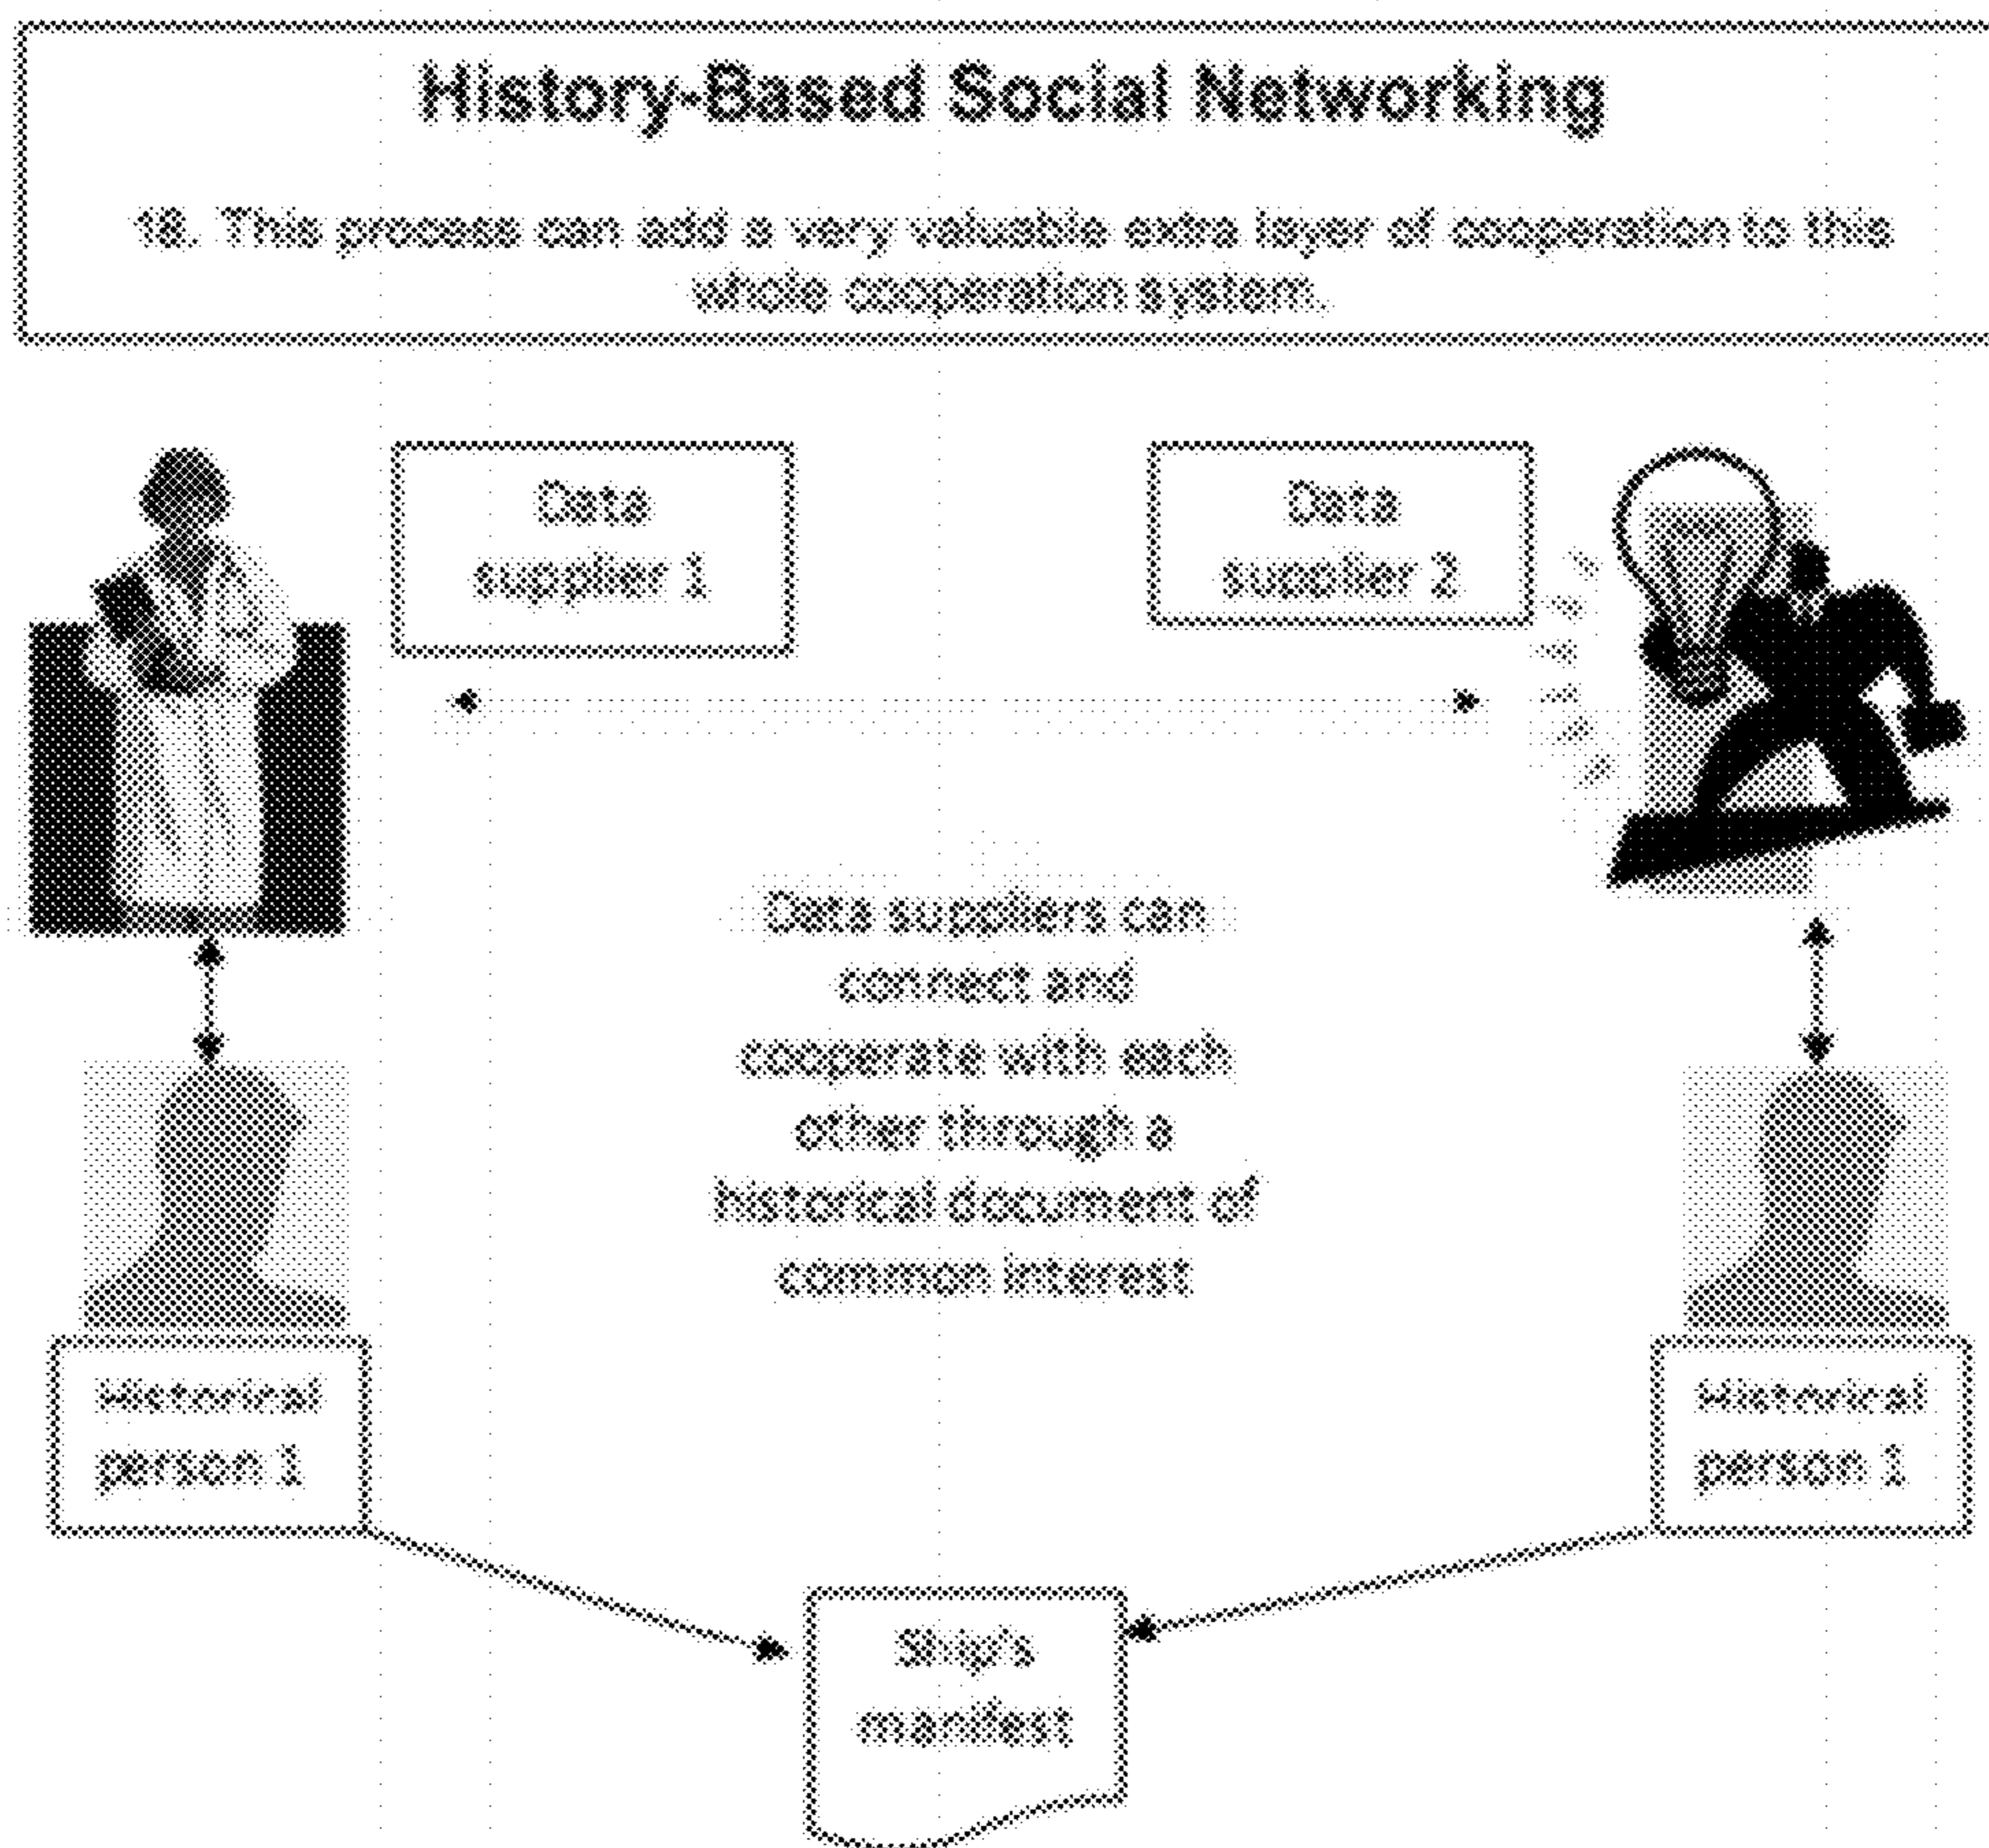 History-Based Social Networking
18. This process can add a very valuable extra layer of cooperation to this
whole cooperation system.
Data
supplier 1
Data
supplier 2
Data suppliers can
connect and
cooperate with each
other through a
historical document of
common interest
Historical
person 1
Historical
person 1
Ship's
manifest